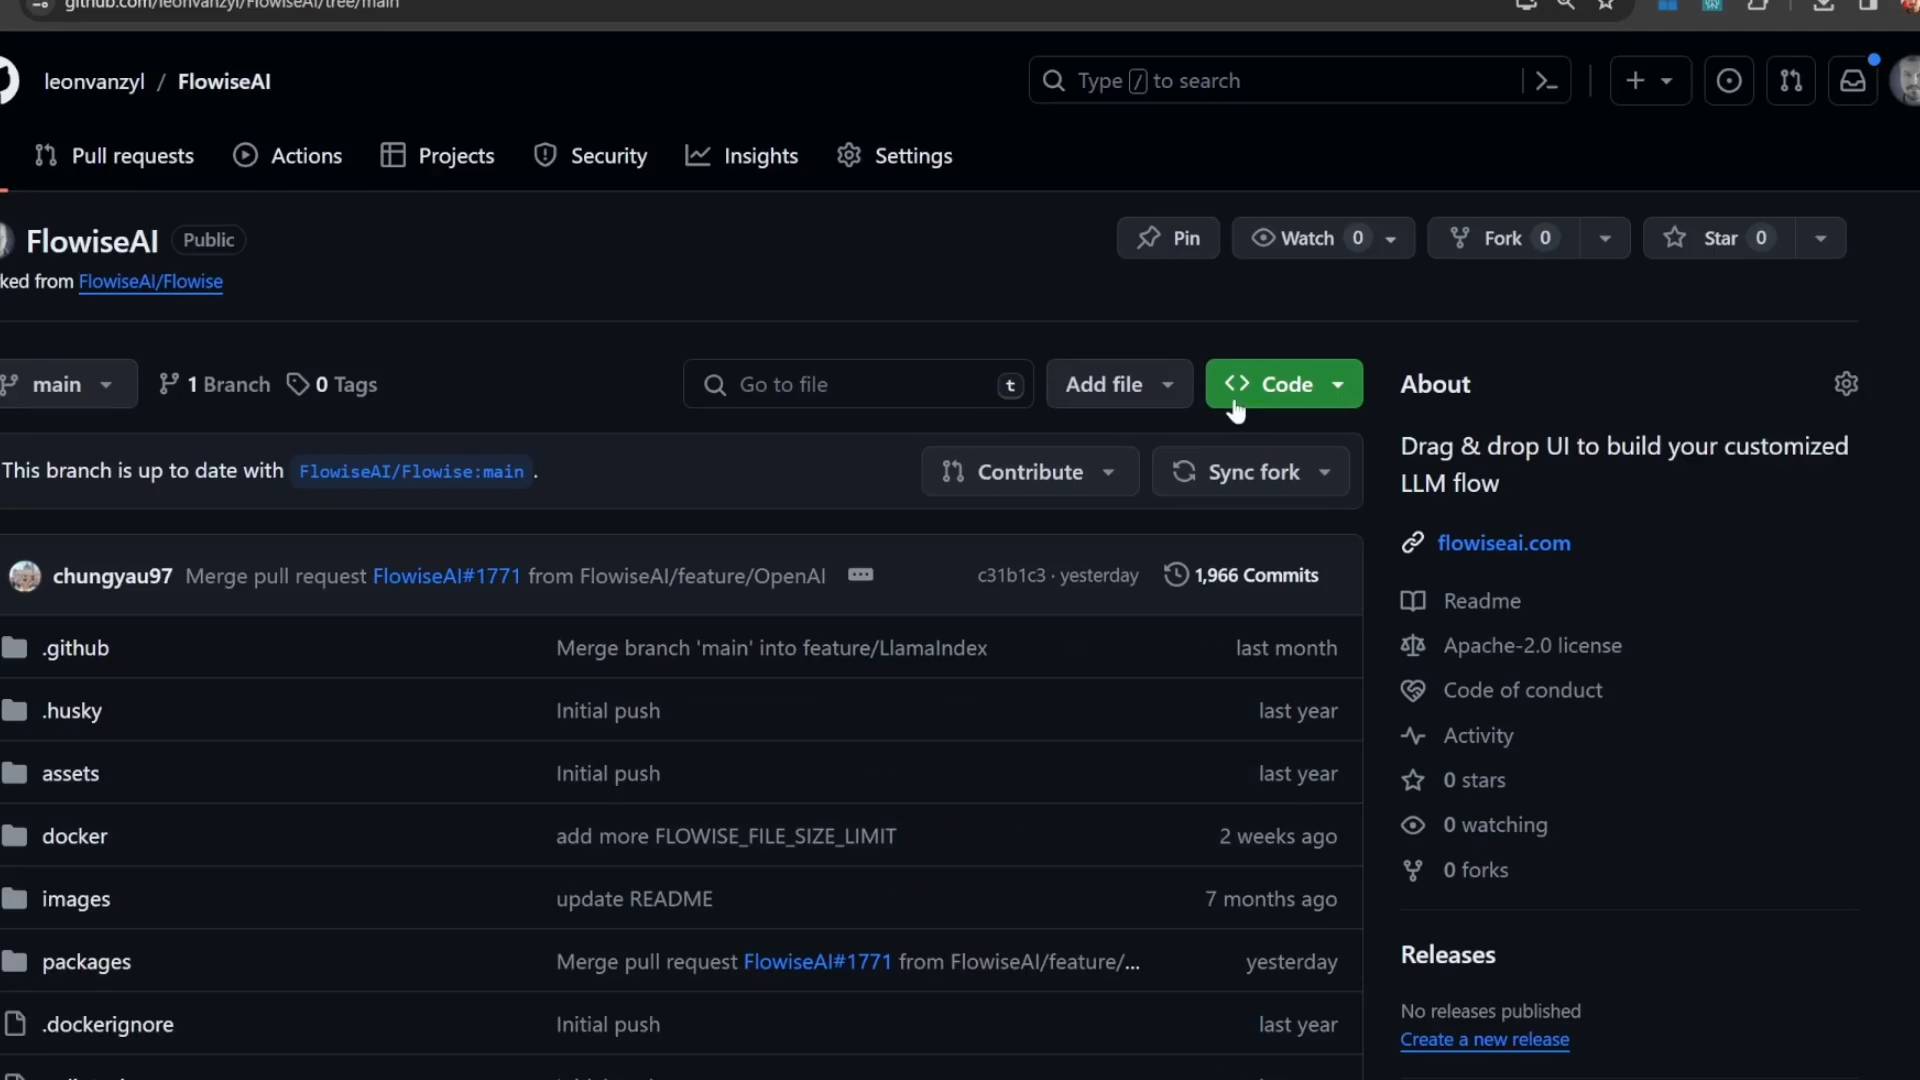 github.com/leonvanzyl/FlowiseAI/tree/main
leonvanzyl / FlowiseAI
Type / to search
Pull requests Actions Projects Security Insights Settings
FlowiseAI Public
Pin Watch 0 Fork 0 Star 0
ked from FlowiseAI/Flowise
main 1 Branch 0 Tags
Go to file t Add file Code
This branch is up to date with FlowiseAI/Flowise:main .
Contribute Sync fork
chungyau97 Merge pull request FlowiseAI#1771 from FlowiseAI/feature/OpenAI c31b1c3 · yesterday 1,966 Commits
.github Merge branch 'main' into feature/LlamaIndex last month
.husky Initial push last year
assets Initial push last year
docker add more FLOWISE_FILE_SIZE_LIMIT 2 weeks ago
images update README 7 months ago
packages Merge pull request FlowiseAI#1771 from FlowiseAI/feature/... yesterday
.dockerignore Initial push last year
About
Drag & drop UI to build your customized
LLM flow
flowiseai.com
Readme
Apache-2.0 license
Code of conduct
Activity
0 stars
0 watching
0 forks
Releases
No releases published
Create a new release